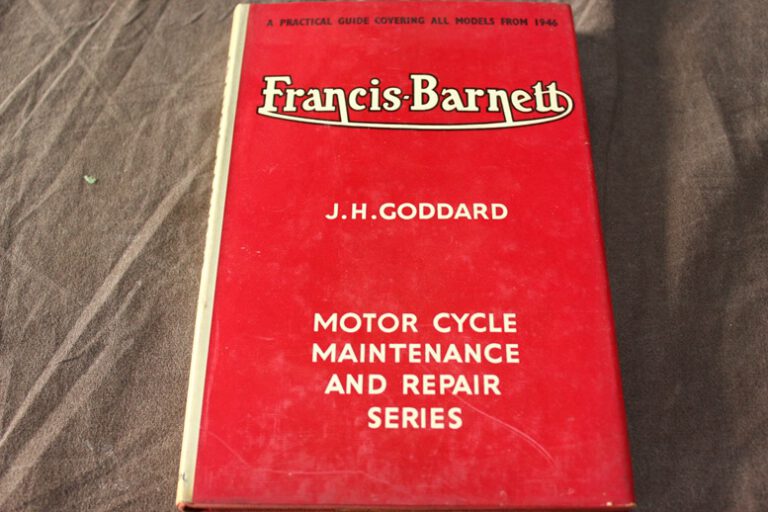 A PRACTICAL GUIDE COVERING ALL MODELS FROM 1946
Francis-Barnett
J.H.GODDARD
MOTOR CYCLE
MAINTENANCE
AND REPAIR
SERIES